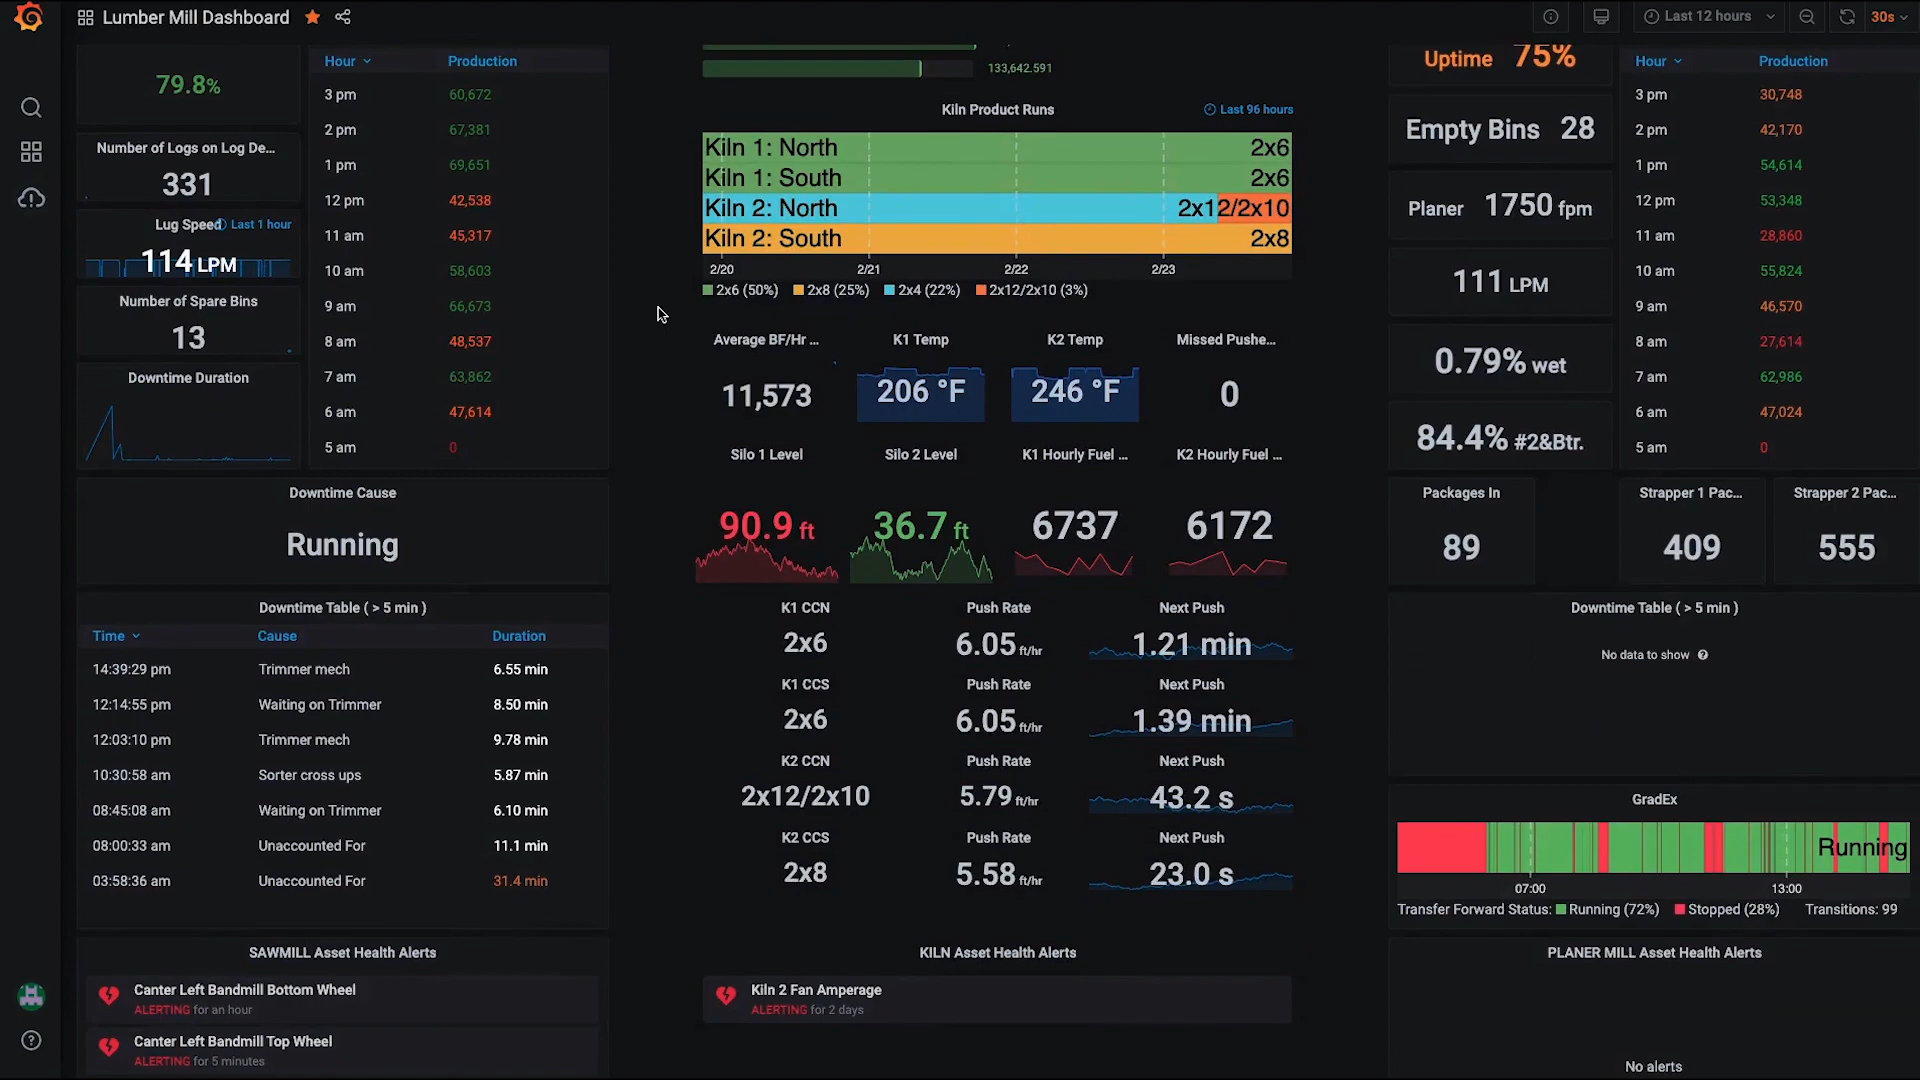 Lumber Mill Dashboard
Last 12 hours
30s
79.8%
Number of Logs on Log De...
331
Lug Speed
Last 1 hour
114 LPM
Number of Spare Bins
13
Downtime Duration
Hour Production
3 pm 60,672
2 pm 67,381
1 pm 69,651
12 pm 42,538
11 am 45,317
10 am 58,603
9 am 66,673
8 am 48,537
7 am 63,862
6 am 47,614
5 am 0
Downtime Cause
Running
Downtime Table ( > 5 min )
Time Cause Duration
14:39:29 pm Trimmer mech 6.55 min
12:14:55 pm Waiting on Trimmer 8.50 min
12:03:10 pm Trimmer mech 9.78 min
10:30:58 am Sorter cross ups 5.87 min
08:45:08 am Waiting on Trimmer 6.10 min
08:00:33 am Unaccounted For 11.1 min
03:58:36 am Unaccounted For 31.4 min
SAWMILL Asset Health Alerts
Canter Left Bandmill Bottom Wheel
ALERTING for an hour
Canter Left Bandmill Top Wheel
ALERTING for 5 minutes
133,642.591
Kiln Product Runs
Last 96 hours
Kiln 1: North 2x6
Kiln 1: South 2x6
Kiln 2: North 2x12/2x10
Kiln 2: South 2x8
2/20 2/21 2/22 2/23
2x6 (50%) 2x8 (25%) 2x4 (22%) 2x12/2x10 (3%)
Average BF/Hr ... K1 Temp K2 Temp Missed Pushe...
11,573 206 °F 246 °F 0
Silo 1 Level Silo 2 Level K1 Hourly Fuel ... K2 Hourly Fuel ...
90.9 ft 36.7 ft 6737 6172
K1 CCN Push Rate Next Push
2x6 6.05 ft/hr 1.21 min
K1 CCS Push Rate Next Push
2x6 6.05 ft/hr 1.39 min
K2 CCN Push Rate Next Push
2x12/2x10 5.79 ft/hr 43.2 s
K2 CCS Push Rate Next Push
2x8 5.58 ft/hr 23.0 s
KILN Asset Health Alerts
Kiln 2 Fan Amperage
ALERTING for 2 days
Uptime 75%
Empty Bins 28
Planer 1750 fpm
111 LPM
0.79% wet
84.4% #2&Btr.
Hour Production
3 pm 30,748
2 pm 42,170
1 pm 54,614
12 pm 53,348
11 am 28,860
10 am 55,824
9 am 46,570
8 am 27,614
7 am 62,986
6 am 47,024
5 am 0
Packages In Strapper 1 Pac... Strapper 2 Pac...
89 409 555
Downtime Table ( > 5 min )
No data to show
GradEx
Running
07:00 13:00
Transfer Forward Status: Running (72%) Stopped (28%) Transitions: 99
PLANER MILL Asset Health Alerts
No alerts